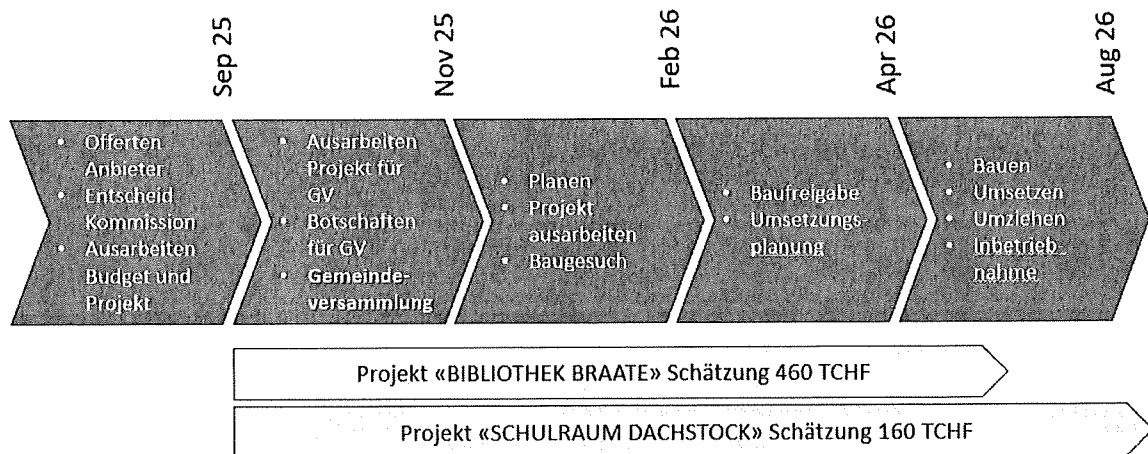 Sep 25
Nov 25
Feb 26
Apr 26
Aug 26
• Offerten
Anbieter
• Entscheid
Kommission
• Ausarbeiten
Budget und
Projekt
• Ausarbeiten
Projekt für
GV
• Botschaften
für GV
• Gemeinde-
versammlung
• Planen
• Projekt
ausarbeiten
• Baugesuch
• Baufreigabe
• Umsetzungs-
planung
• Bauen
• Umsetzen
• Umziehen
• Inbetrieb
nahme
Projekt «BIBLIOTHEK BRAATE» Schätzung 460 TCHF
Projekt «SCHULRAUM DACHSTOCK» Schätzung 160 TCHF